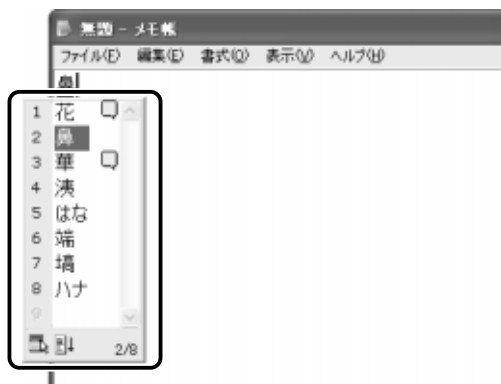 無題 - メモ帳
ファイル(F) 編集(E) 書式(O) 表示(V) ヘルプ(H)
鼻
1 花
2 鼻
3 華
4 洟
5 はな
6 端
7 塙
8 ハナ
9
2/8